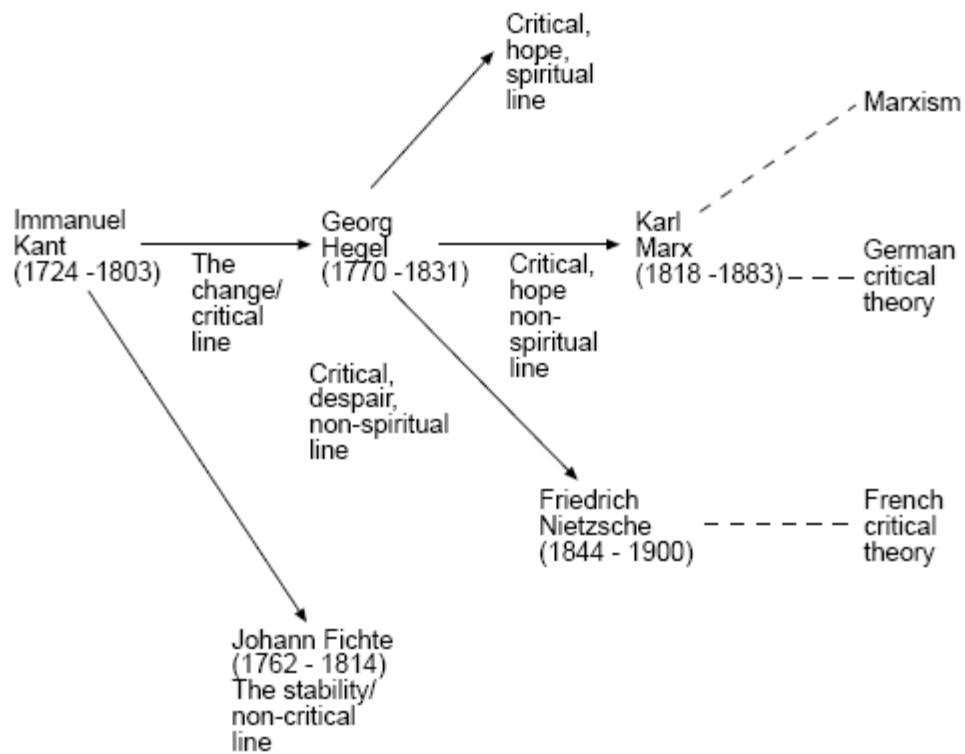 Critical,
hope,
spiritual
line
Marxism
Immanuel
Kant
(1724 -1803)
The
change/
critical
line
Georg
Hegel
(1770 -1831)
Critical,
hope
non-
spiritual
line
Karl
Marx
(1818 -1883)
German
critical
theory
Critical,
despair,
non-spiritual
line
Friedrich
Nietzsche
(1844 - 1900)
French
critical
theory
Johann Fichte
(1762 - 1814)
The stability/
non-critical
line